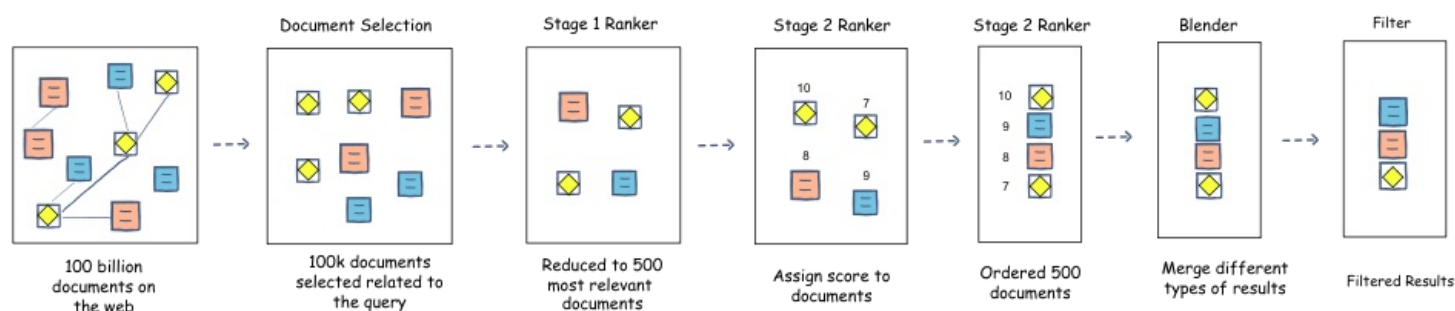 Document Selection
Stage 1 Ranker
Stage 2 Ranker
Stage 2 Ranker
Blender
Filter
10
7
8
9
10
9
8
7
100 billion
documents on
the web
100k documents
selected related to
the query
Reduced to 500
most relevant
documents
Assign score to
documents
Ordered 500
documents
Merge different
types of results
Filtered Results